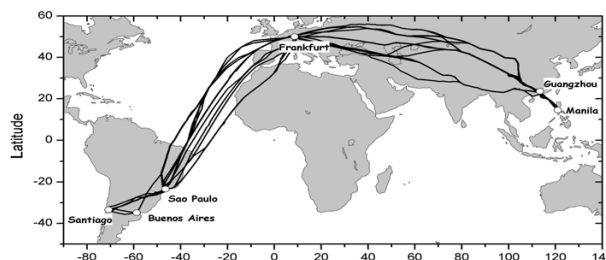 60
40
20
0
-20
-40
Latitude
Frankfurt
Guangzhou
Manila
Sao Paulo
Santiago
Buenos Aires
-80 -60 -40 -20 0 20 40 60 80 100 120 140